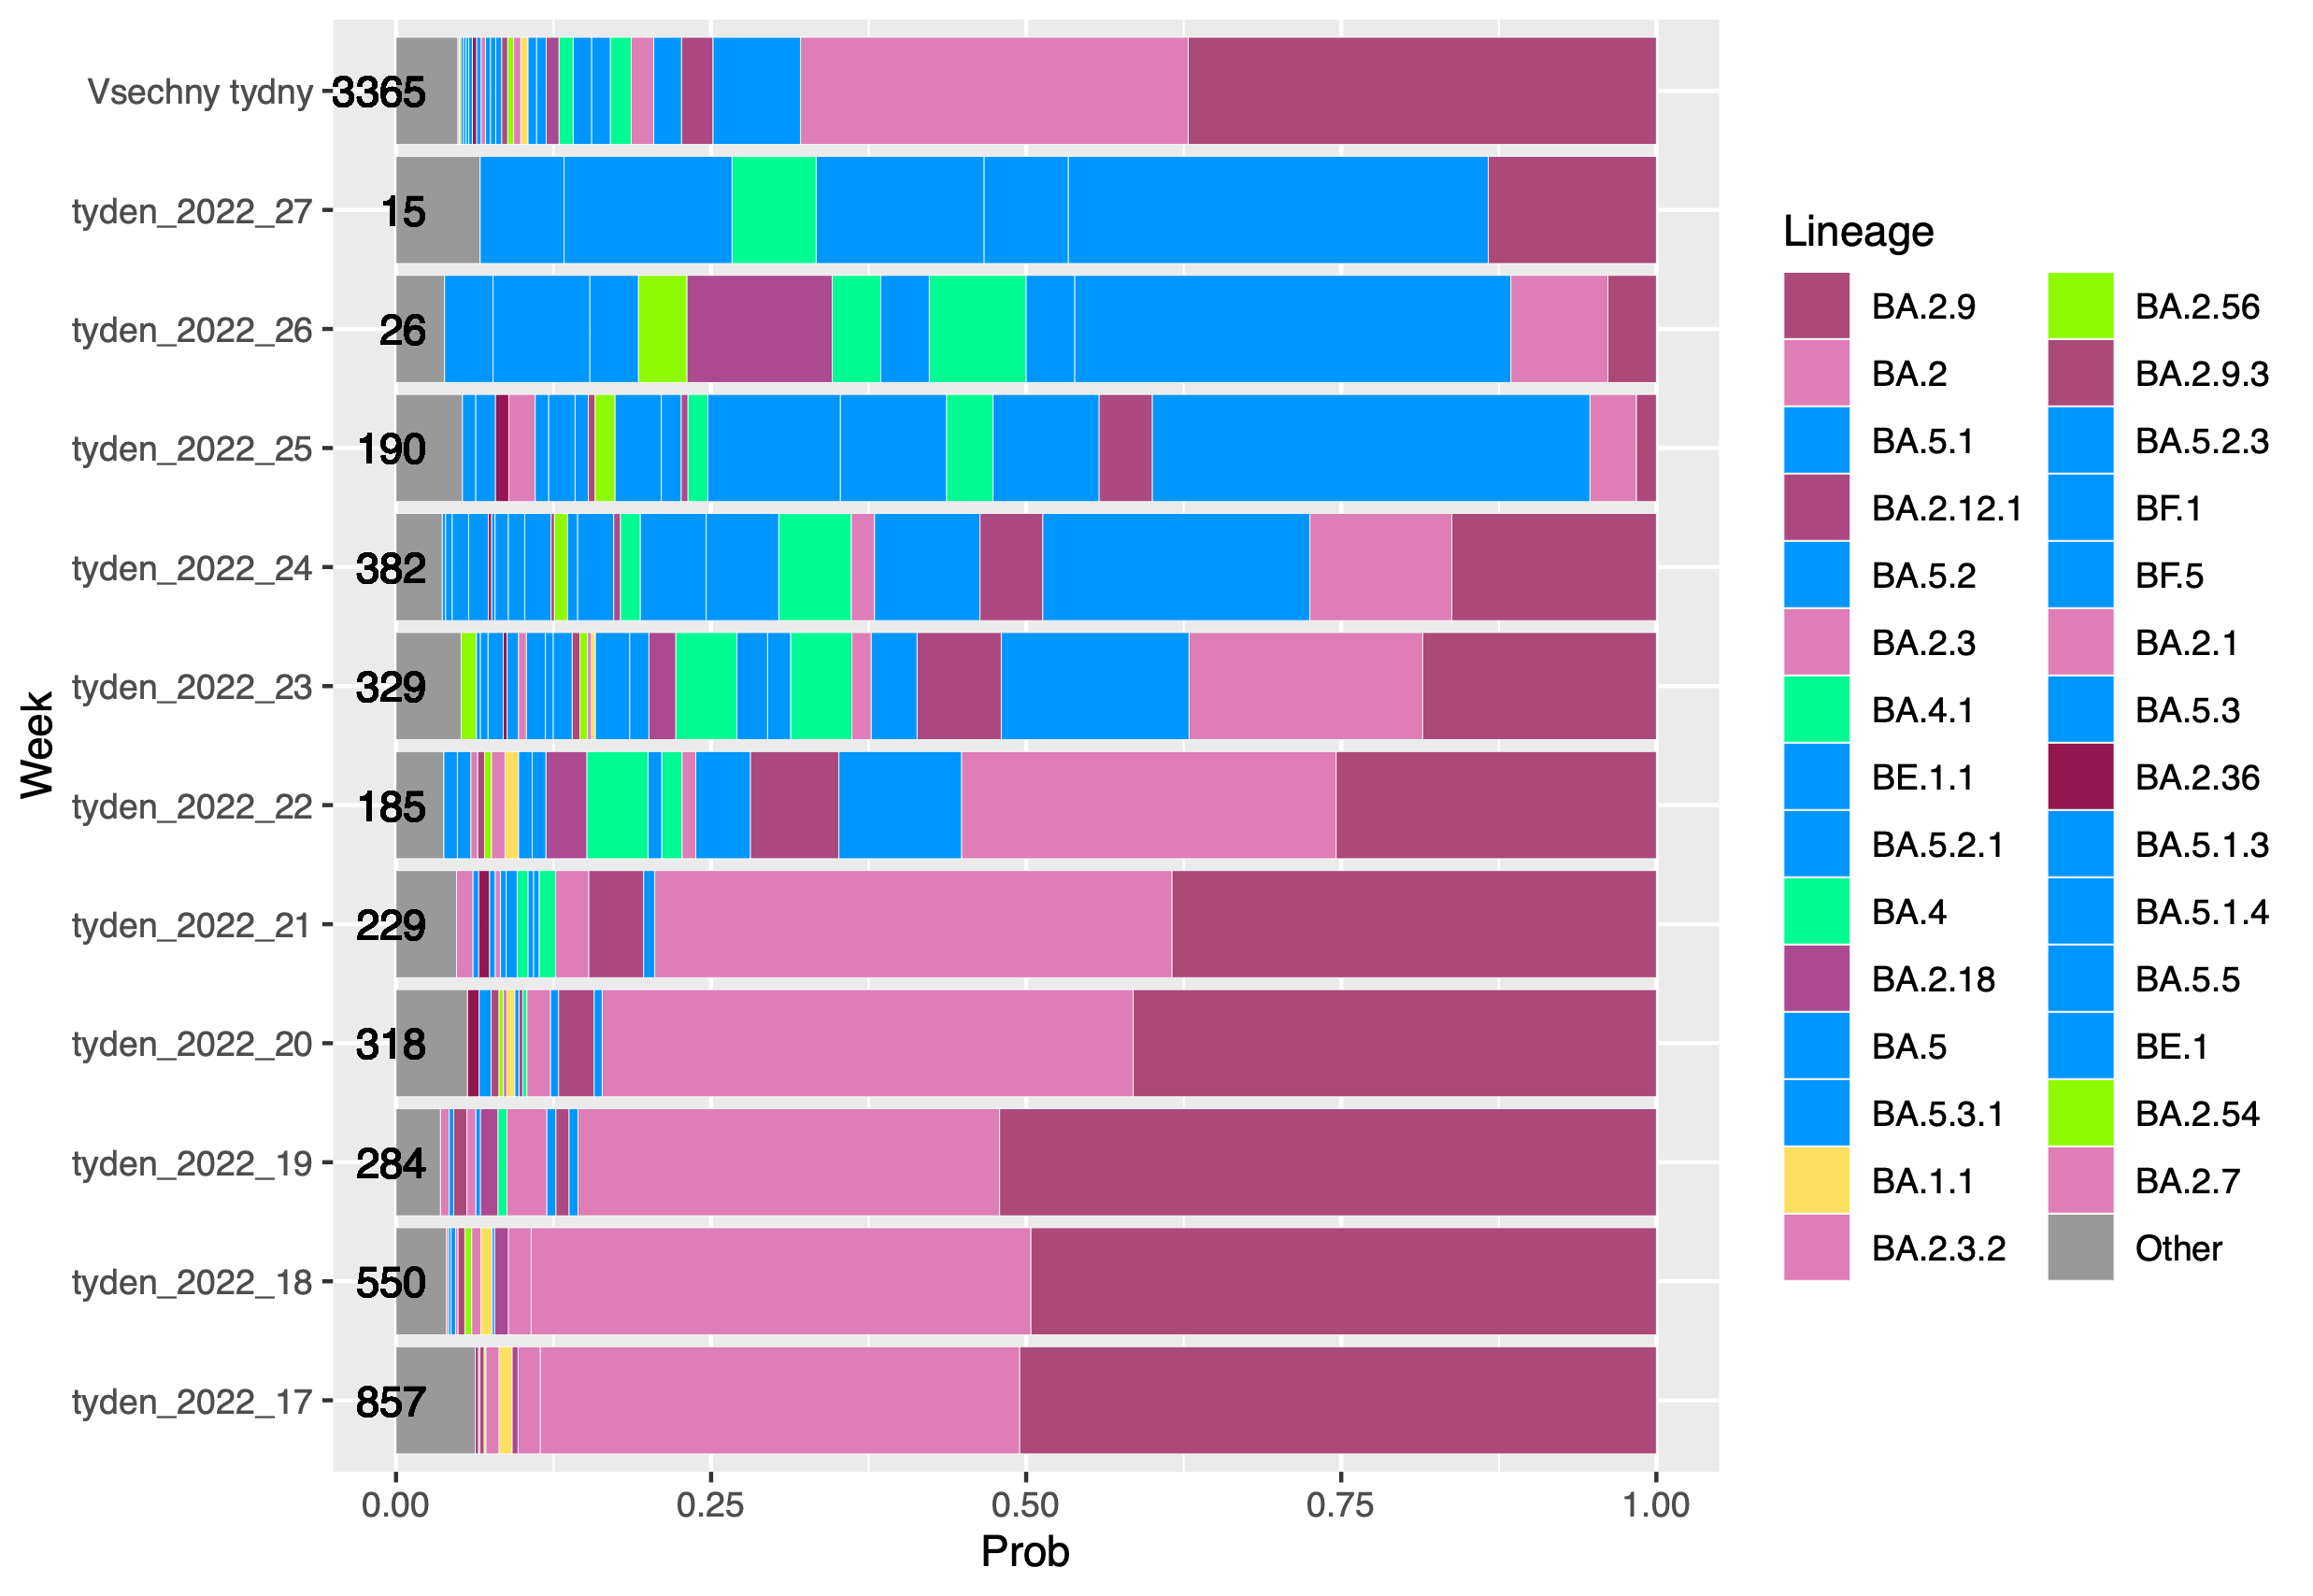 Vsechny tydny 3365
tyden_2022_27 15
tyden_2022_26 26
tyden_2022_25 190
tyden_2022_24 382
tyden_2022_23 329
tyden_2022_22 185
tyden_2022_21 229
tyden_2022_20 318
tyden_2022_19 284
tyden_2022_18 550
tyden_2022_17 857
Week
0.00 0.25 0.50 0.75 1.00
Prob
Lineage
BA.2.9
BA.2
BA.5.1
BA.2.12.1
BA.5.2
BA.2.3
BA.4.1
BE.1.1
BA.5.2.1
BA.4
BA.2.18
BA.5
BA.5.3.1
BA.1.1
BA.2.3.2
BA.2.56
BA.2.9.3
BA.5.2.3
BF.1
BF.5
BA.2.1
BA.5.3
BA.2.36
BA.5.1.3
BA.5.1.4
BA.5.5
BE.1
BA.2.54
BA.2.7
Other